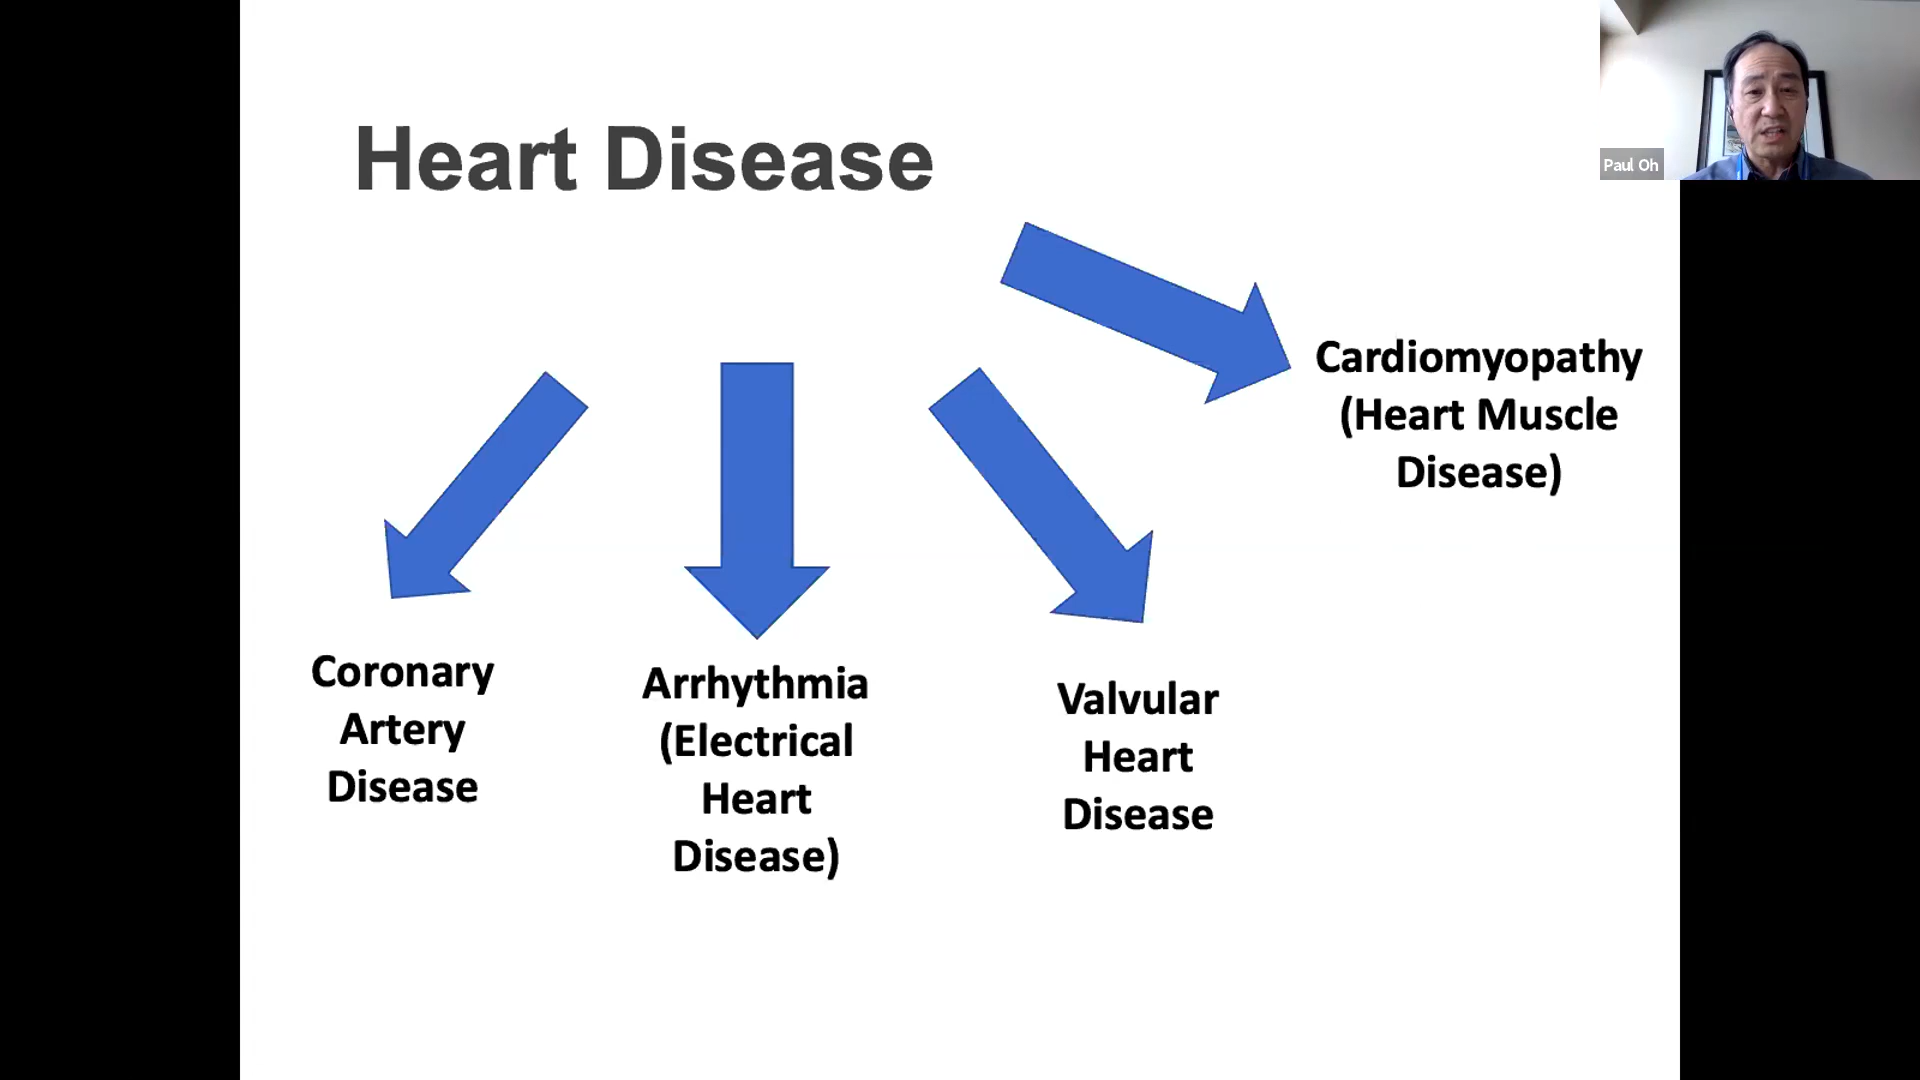 Heart Disease
Paul Oh
Cardiomyopathy
(Heart Muscle
Disease)
Coronary
Artery
Disease
Arrhythmia
(Electrical
Heart
Disease)
Valvular
Heart
Disease